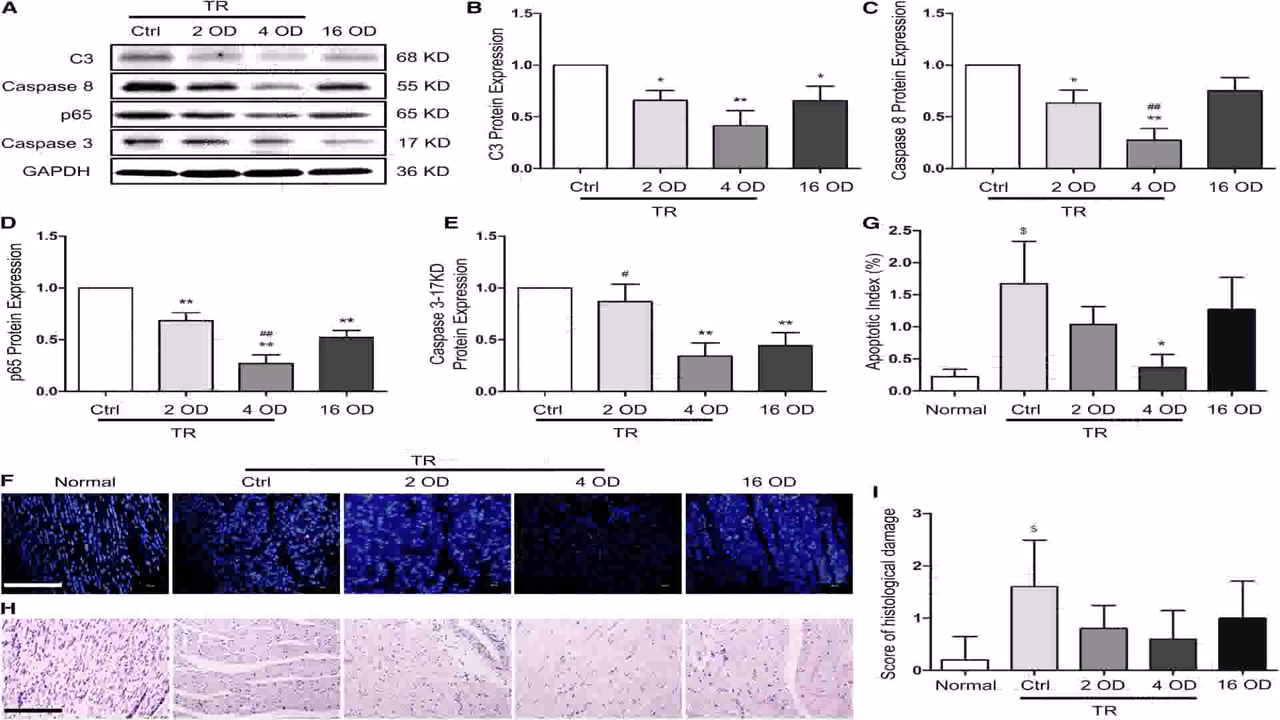 A
TR
Ctrl 2 OD 4 OD 16 OD
C3 68 KD
Caspase 8 55 KD
p65 65 KD
Caspase 3 17 KD
GAPDH 36 KD
B
C3 Protein Expression
1.5
1.0
0.5
0.0
*
**
*
Ctrl 2 OD 4 OD 16 OD
TR
C
Caspase 8 Protein Expression
1.5
1.0
0.5
0.0
*
##
**
Ctrl 2 OD 4 OD 16 OD
TR
D
p65 Protein Expression
1.5
1.0
0.5
0.0
**
##
**
**
Ctrl 2 OD 4 OD 16 OD
TR
E
Caspase 3-17KD
Protein Expression
1.5
1.0
0.5
0.0
#
**
**
Ctrl 2 OD 4 OD 16 OD
TR
G
Apoptotic Index (%)
2.5
2.0
1.5
1.0
0.5
0.0
$
*
Normal Ctrl 2 OD 4 OD 16 OD
TR
F
TR
Normal Ctrl 2 OD 4 OD 16 OD
H
I
Score of histological damage
3
2
1
0
$
Normal Ctrl 2 OD 4 OD 16 OD
TR